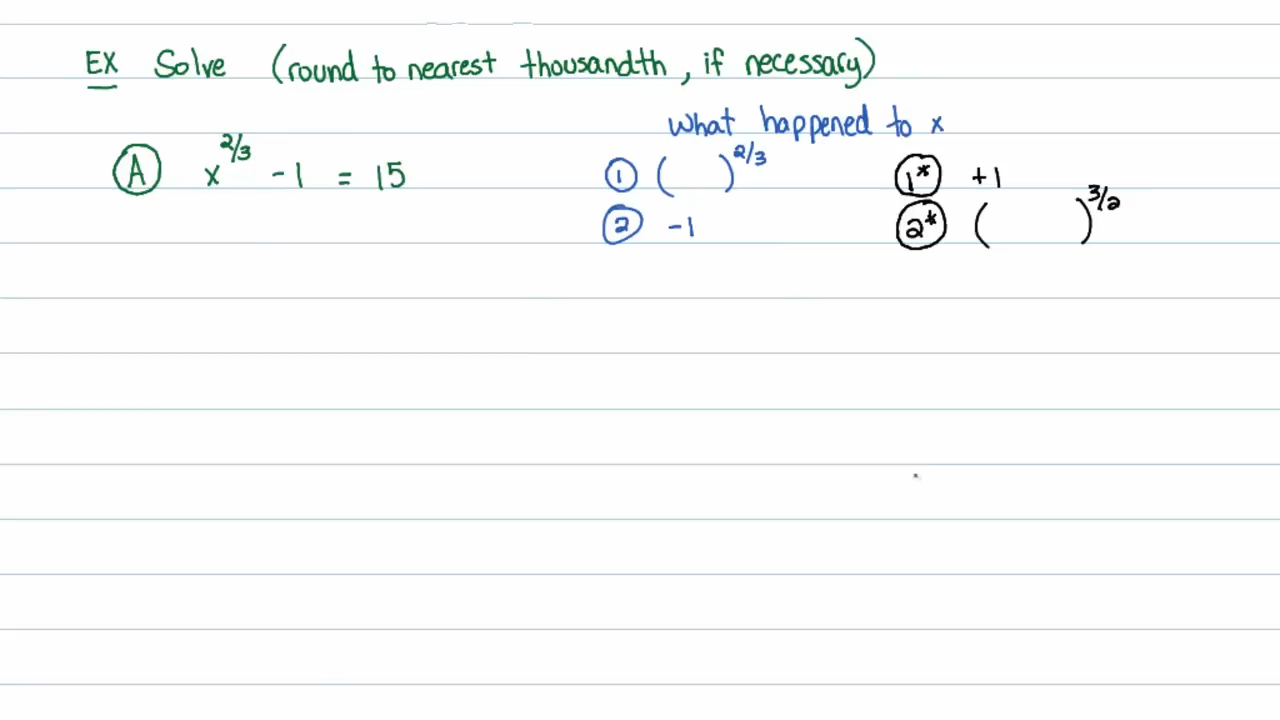 EX Solve (round to nearest thousandth, if necessary)
What happened to x
A x^2/3 - 1 = 15
1 ( )^2/3
2 -1
1* +1
2* ( )^3/2